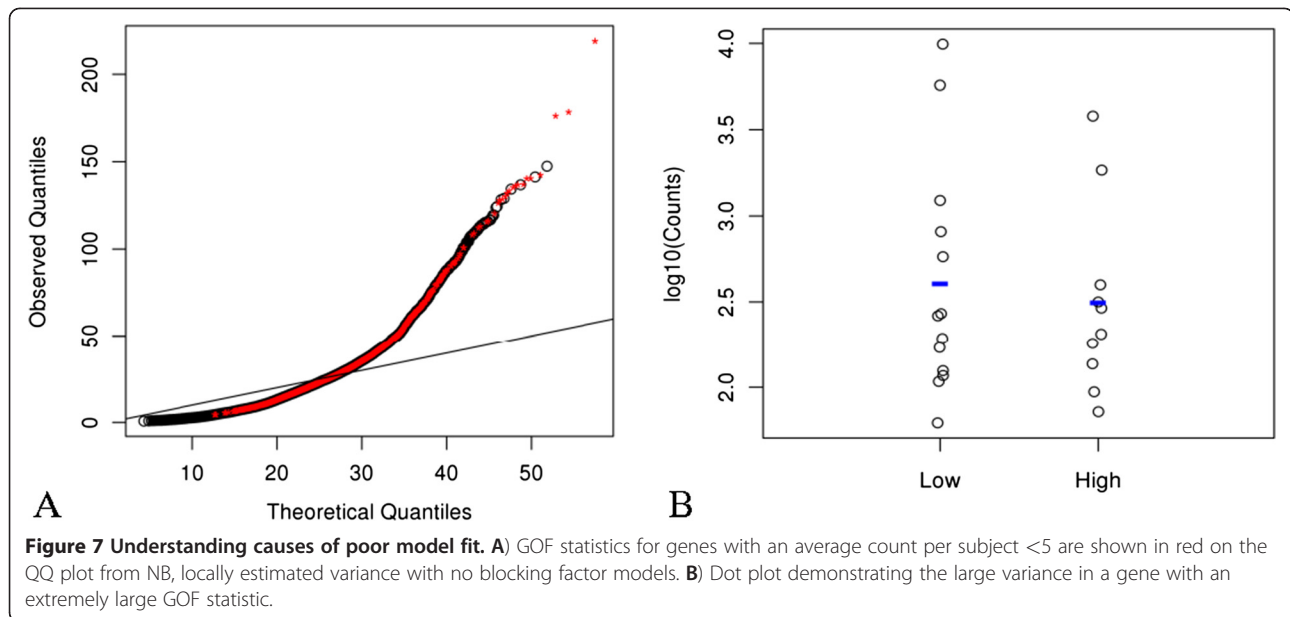 200
150
100
50
0
Observed Quantiles
10 20 30 40 50
Theoretical Quantiles
A
4.0
3.5
3.0
2.5
2.0
log10(Counts)
Low High
B
Figure 7 Understanding causes of poor model fit. A) GOF statistics for genes with an average count per subject <5 are shown in red on the
QQ plot from NB, locally estimated variance with no blocking factor models. B) Dot plot demonstrating the large variance in a gene with an
extremely large GOF statistic.